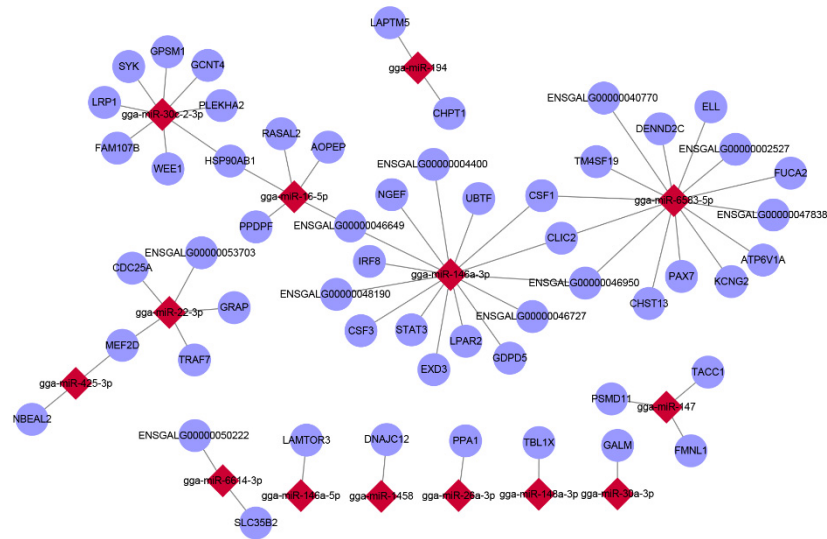 LAPTM5
gga-miR-194
CHPT1
GPSM1
SYK
GCNT4
LRP1
PLEKHA2
gga-miR-30c-2-3p
FAM107B
WEE1
HSP90AB1
RASAL2
AOPEP
gga-miR-16-5p
PPDPF
ENSGALG00000046649
ENSGALG00000004400
NGEF
UBTF
CSF1
CLIC2
IRF8
gga-miR-146a-3p
ENSGALG00000048190
ENSGALG00000046950
CSF3
STAT3
EXD3
LPAR2
GDPD5
ENSGALG00000046727
ENSGALG00000040770
ELL
DENND2C
ENSGALG00000002527
TM4SF19
FUCA2
gga-miR-6583-5p
ENSGALG00000047838
ATP6V1A
KCNG2
PAX7
CHST13
ENSGALG00000053703
CDC25A
gga-miR-22-3p
GRAP
MEF2D
TRAF7
gga-miR-425-3p
NBEAL2
TACC1
PSMD11
gga-miR-147
FMNL1
ENSGALG00000050222
gga-miR-6614-3p
SLC35B2
LAMTOR3
gga-miR-146a-5p
DNAJC12
gga-miR-1458
PPA1
gga-miR-26a-3p
TBL1X
gga-miR-148a-3p
GALM